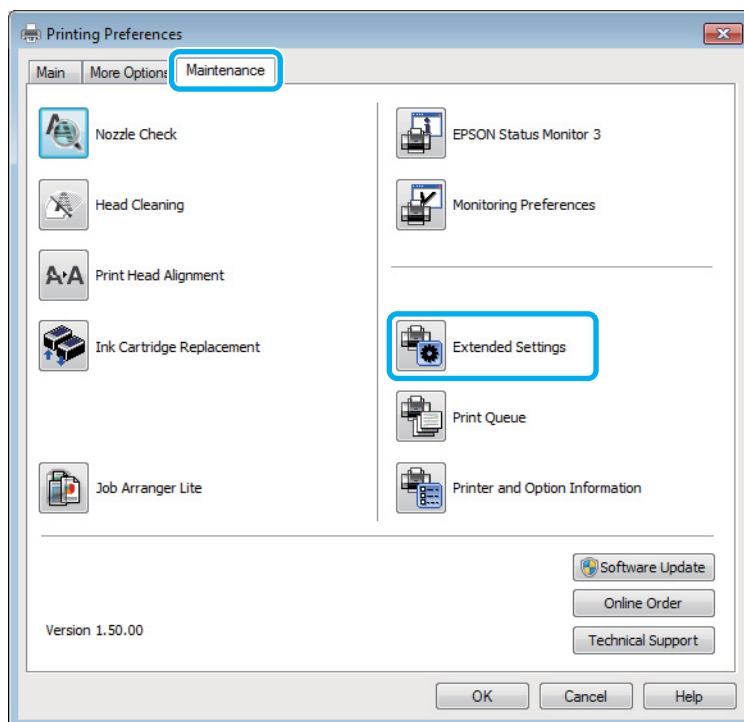 Printing Preferences
Main
More Options
Maintenance
Nozzle Check
Head Cleaning
A A Print Head Alignment
Ink Cartridge Replacement
Job Arranger Lite
EPSON Status Monitor 3
Monitoring Preferences
Extended Settings
Print Queue
Printer and Option Information
Software Update
Online Order
Technical Support
Version 1.50.00
OK
Cancel
Help